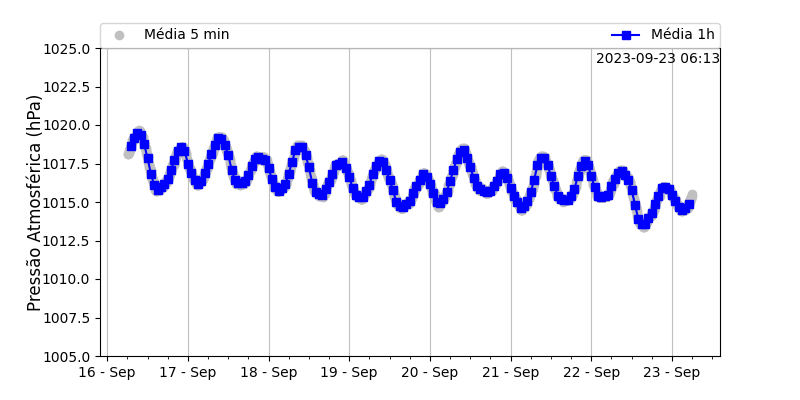 Média 5 min
Média 1h
2023-09-23 06:13
Pressão Atmosférica (hPa)
1025.0
1022.5
1020.0
1017.5
1015.0
1012.5
1010.0
1007.5
1005.0
16 - Sep
17 - Sep
18 - Sep
19 - Sep
20 - Sep
21 - Sep
22 - Sep
23 - Sep